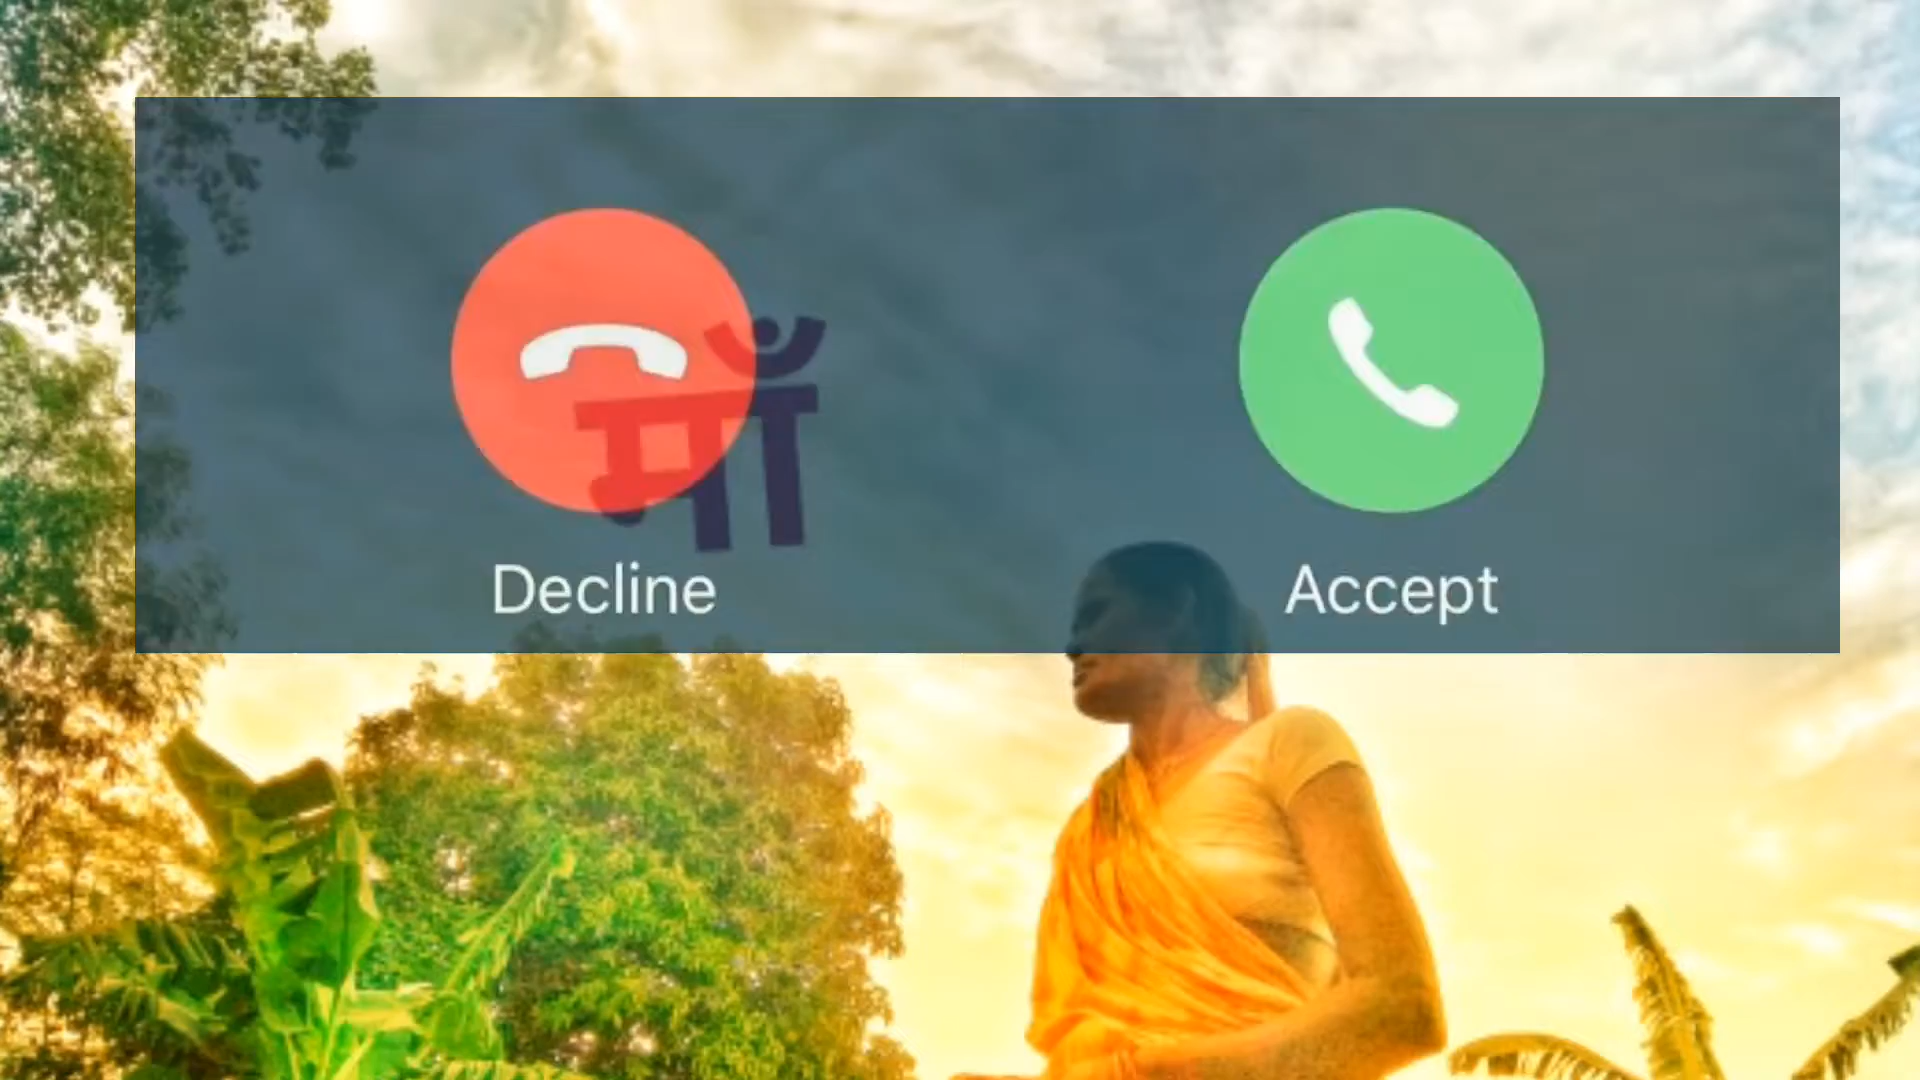 माँ
Decline
Accept